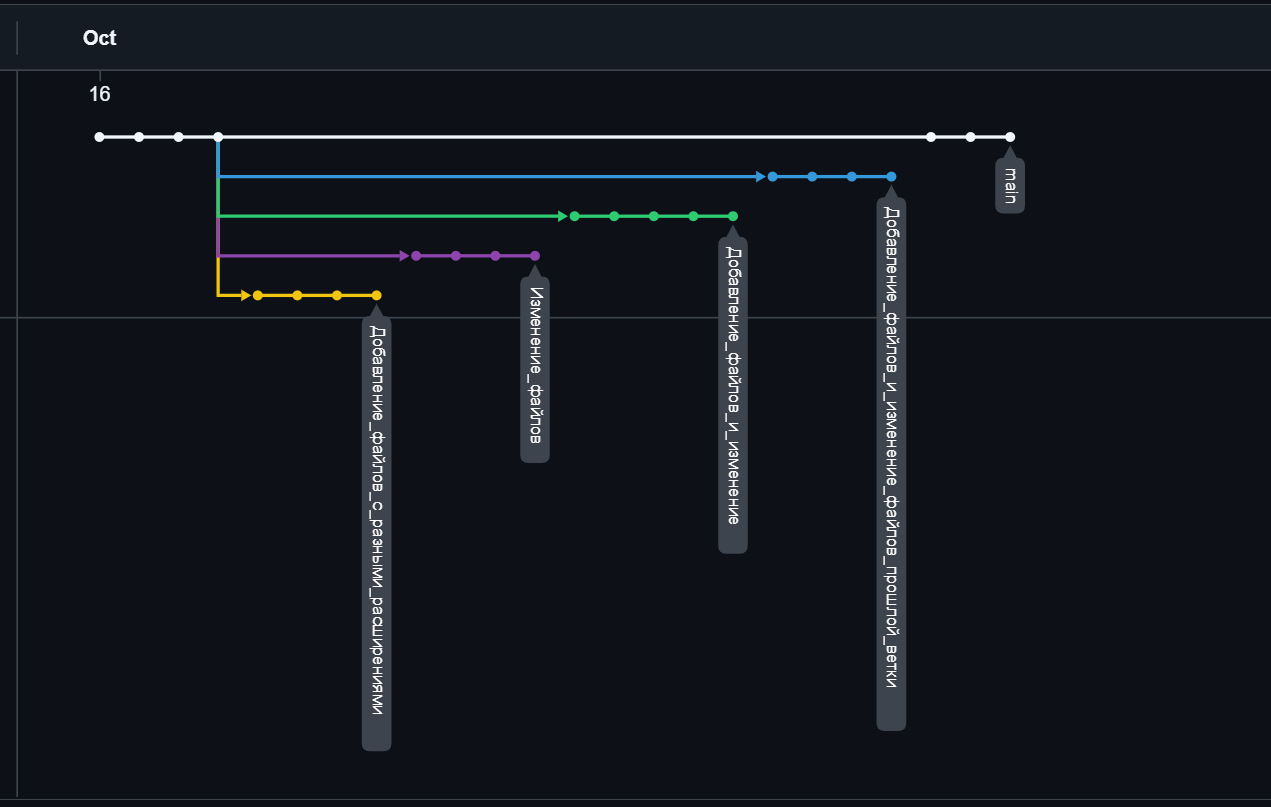 Oct
16
main
Добавление_файлов_и_изменение_файлов_прошлой_ветки
Добавление_файлов_и_изменение
Изменение_файлов
Добавление_файлов_с_разными_расширениями